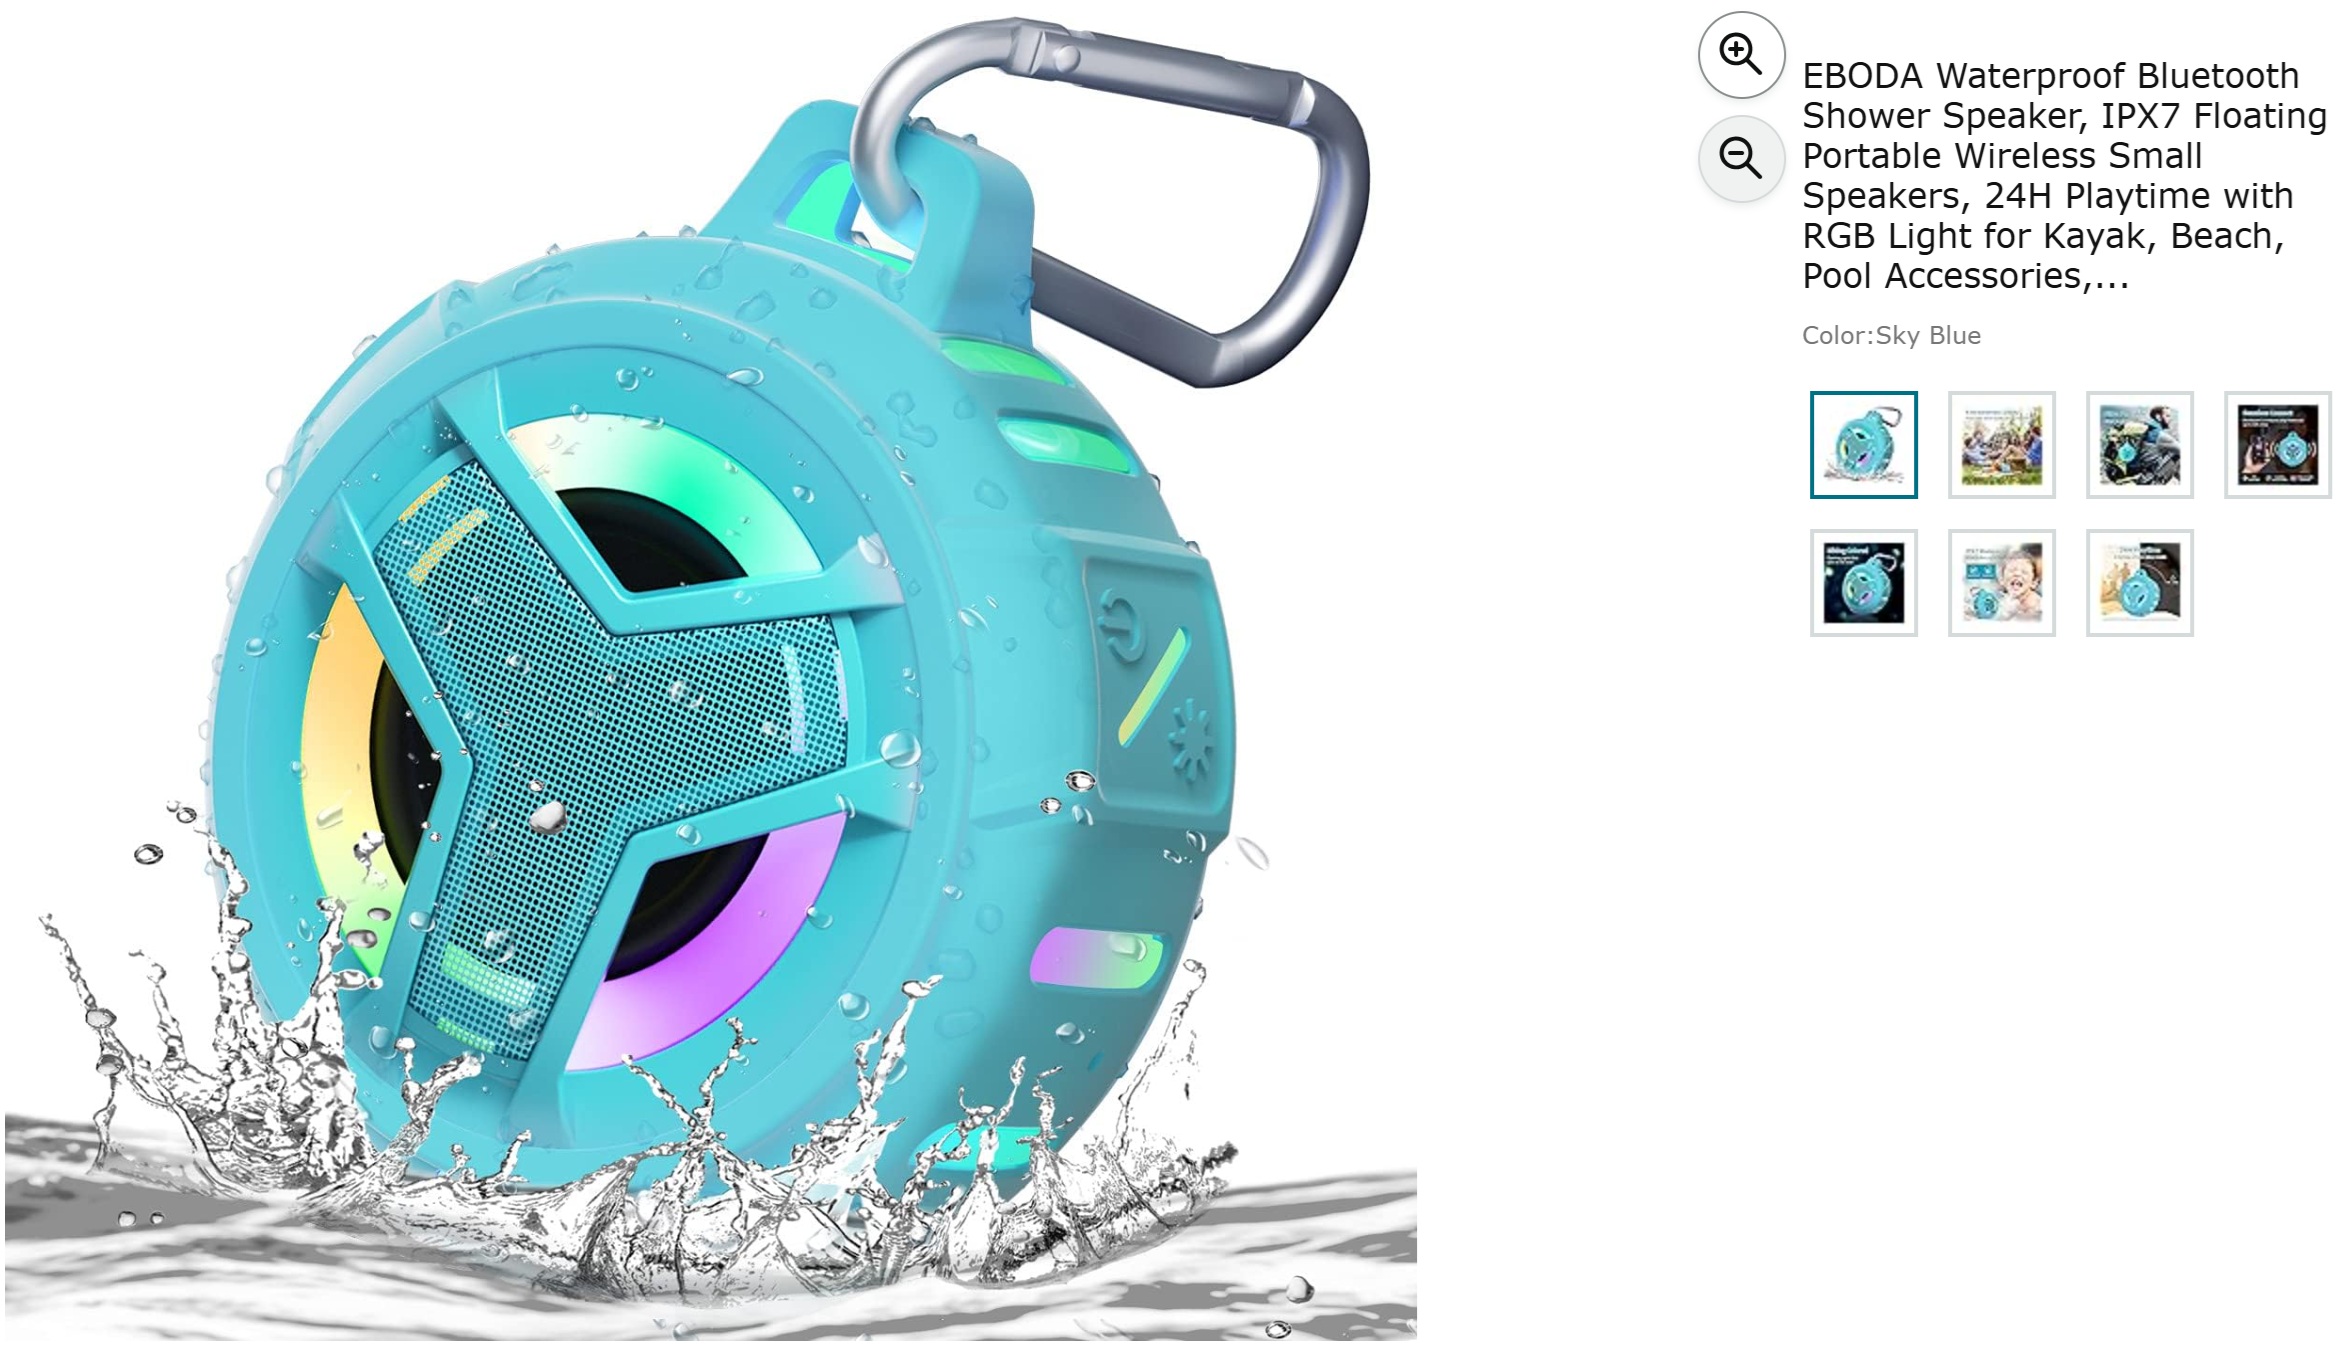 EBODA Waterproof Bluetooth
Shower Speaker, IPX7 Floating
Portable Wireless Small
Speakers, 24H Playtime with
RGB Light for Kayak, Beach,
Pool Accessories,...
Color:Sky Blue